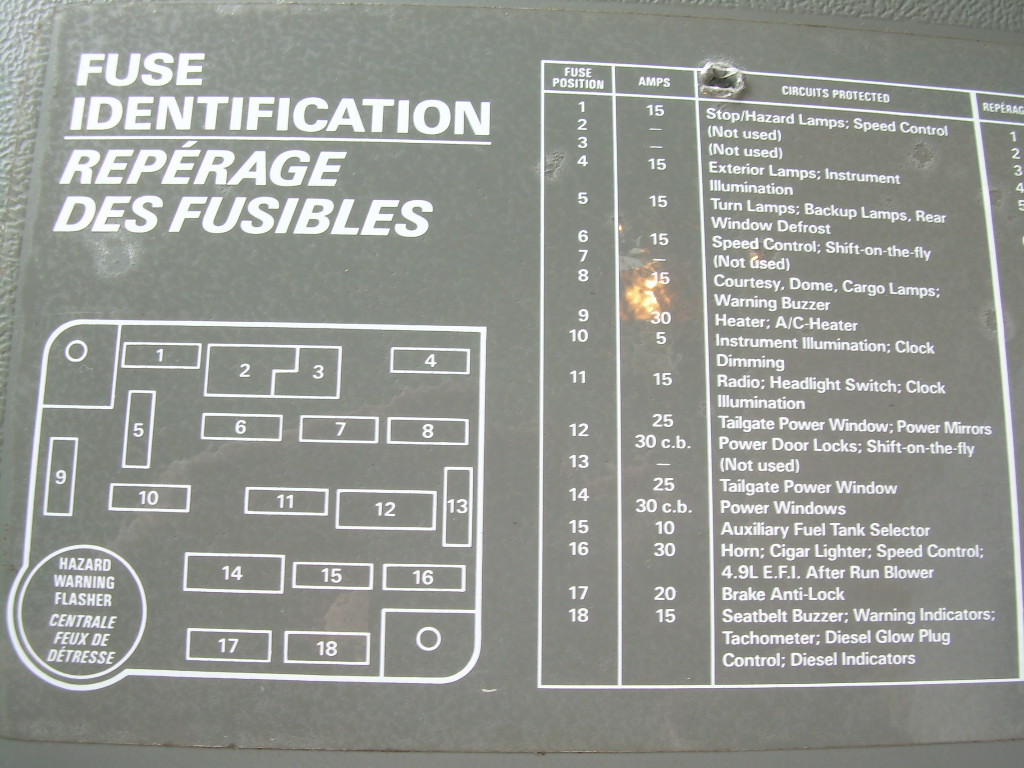 FUSE
IDENTIFICATION
REPÉRAGE
DES FUSIBLES
1
2
3
4
5
6
7
8
9
10
11
12
13
14
15
16
17
18
HAZARD
WARNING
FLASHER
CENTRALE
FEUX DE
DÉTRESSE
FUSE POSITION AMPS CIRCUITS PROTECTED REPÉRAG
1 15 Stop/Hazard Lamps; Speed Control 1
2 — (Not used) 2
3 — (Not used) 3
4 15 Exterior Lamps; Instrument 4
Illumination 5
5 15 Turn Lamps; Backup Lamps, Rear
Window Defrost
6 15 Speed Control; Shift-on-the-fly
7 — (Not used)
8 15 Courtesy, Dome, Cargo Lamps;
Warning Buzzer
9 30 Heater; A/C-Heater
10 5 Instrument Illumination; Clock
Dimming
11 15 Radio; Headlight Switch; Clock
Illumination
12 25 Tailgate Power Window; Power Mirrors
30 c.b. Power Door Locks; Shift-on-the-fly
13 — (Not used)
14 25 Tailgate Power Window
30 c.b. Power Windows
15 10 Auxiliary Fuel Tank Selector
16 30 Horn; Cigar Lighter; Speed Control;
4.9L E.F.I. After Run Blower
17 20 Brake Anti-Lock
18 15 Seatbelt Buzzer; Warning Indicators;
Tachometer; Diesel Glow Plug
Control; Diesel Indicators